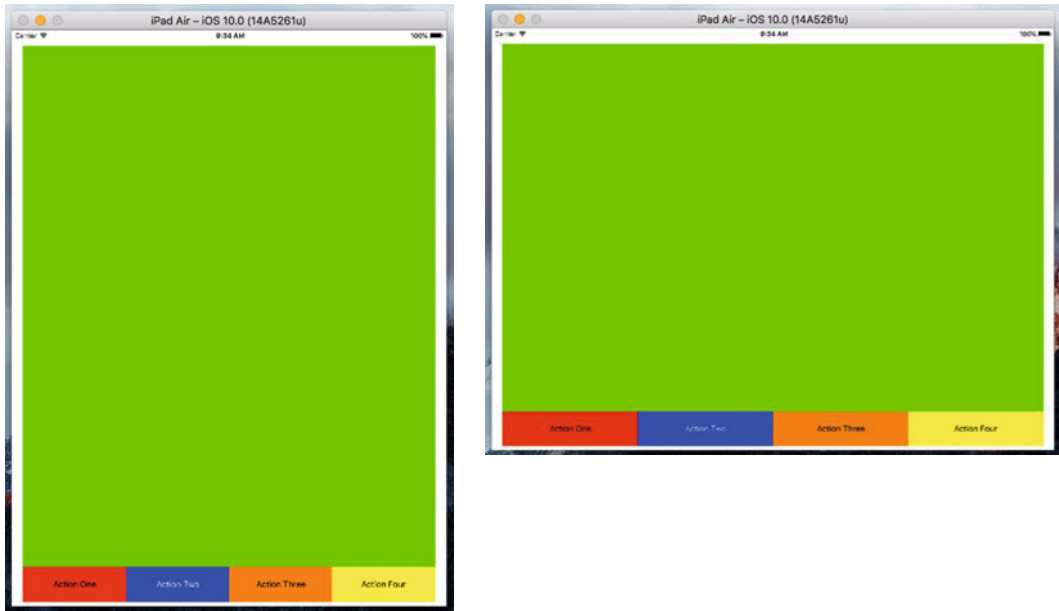 iPad Air – iOS 10.0 (14A5261u)
Carrier 9:34 AM 100%
Action One Action Two Action Three Action Four
iPad Air – iOS 10.0 (14A5261u)
Carrier 9:34 AM 100%
Action One Action Two Action Three Action Four